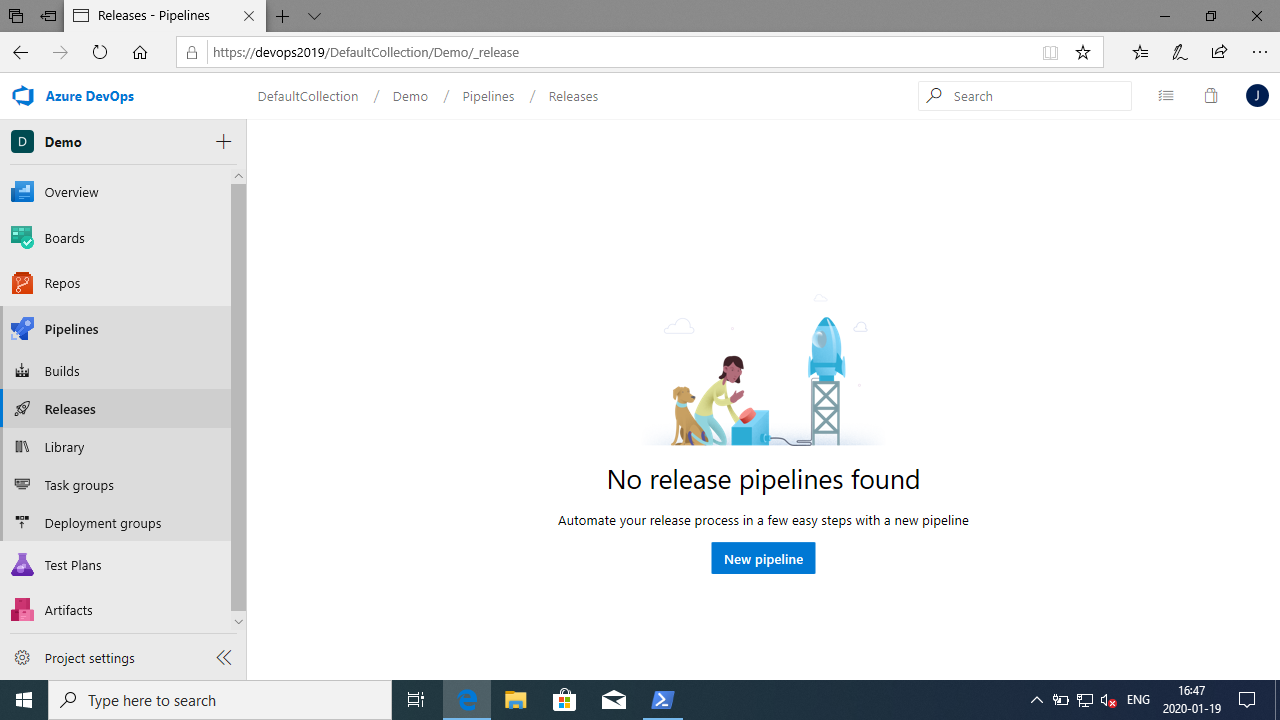 Releases - Pipelines
https://devops2019/DefaultCollection/Demo/_release
Azure DevOps
DefaultCollection / Demo / Pipelines / Releases
Search
J
D Demo
Overview
Boards
Repos
Pipelines
Builds
Releases
Library
Task groups
Deployment groups
Test Plans
Artifacts
Project settings
No release pipelines found
Automate your release process in a few easy steps with a new pipeline
New pipeline
Type here to search
ENG
16:47
2020-01-19